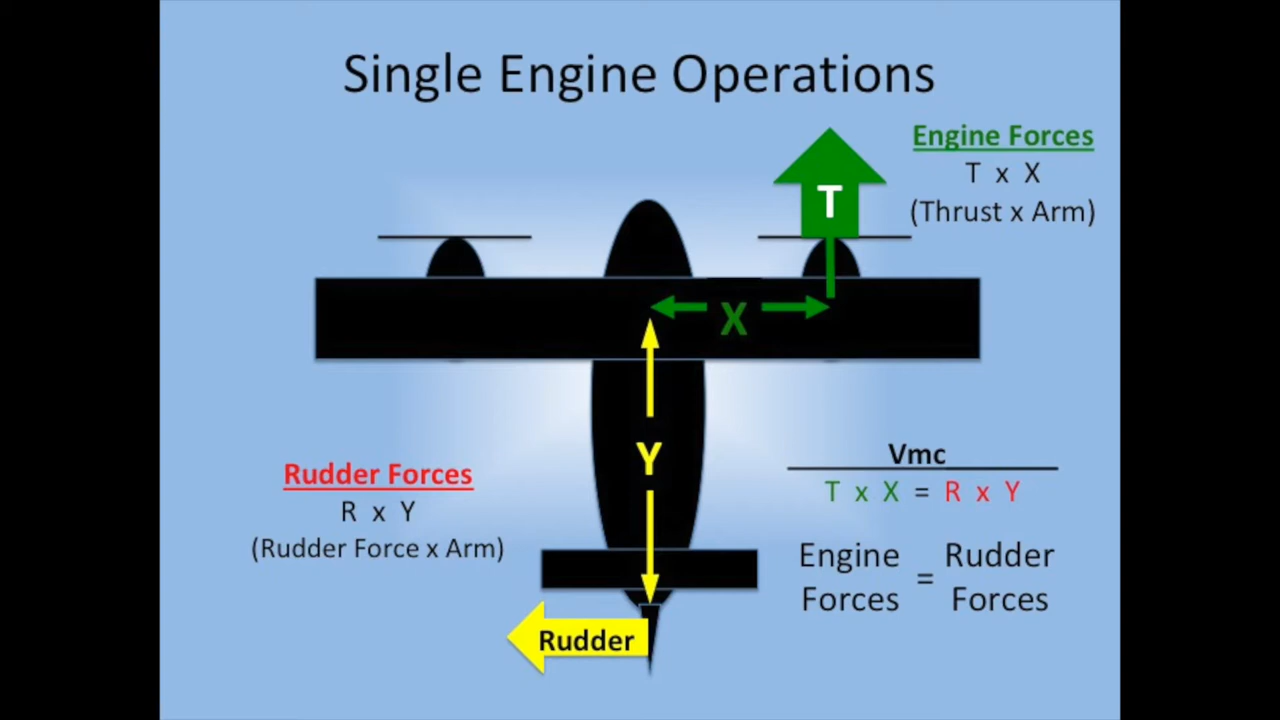 Single Engine Operations
Engine Forces
T x X
(Thrust x Arm)
T
X
Y
Rudder Forces
R x Y
(Rudder Force x Arm)
Vmc
T x X = R x Y
Engine Forces = Rudder Forces
Rudder